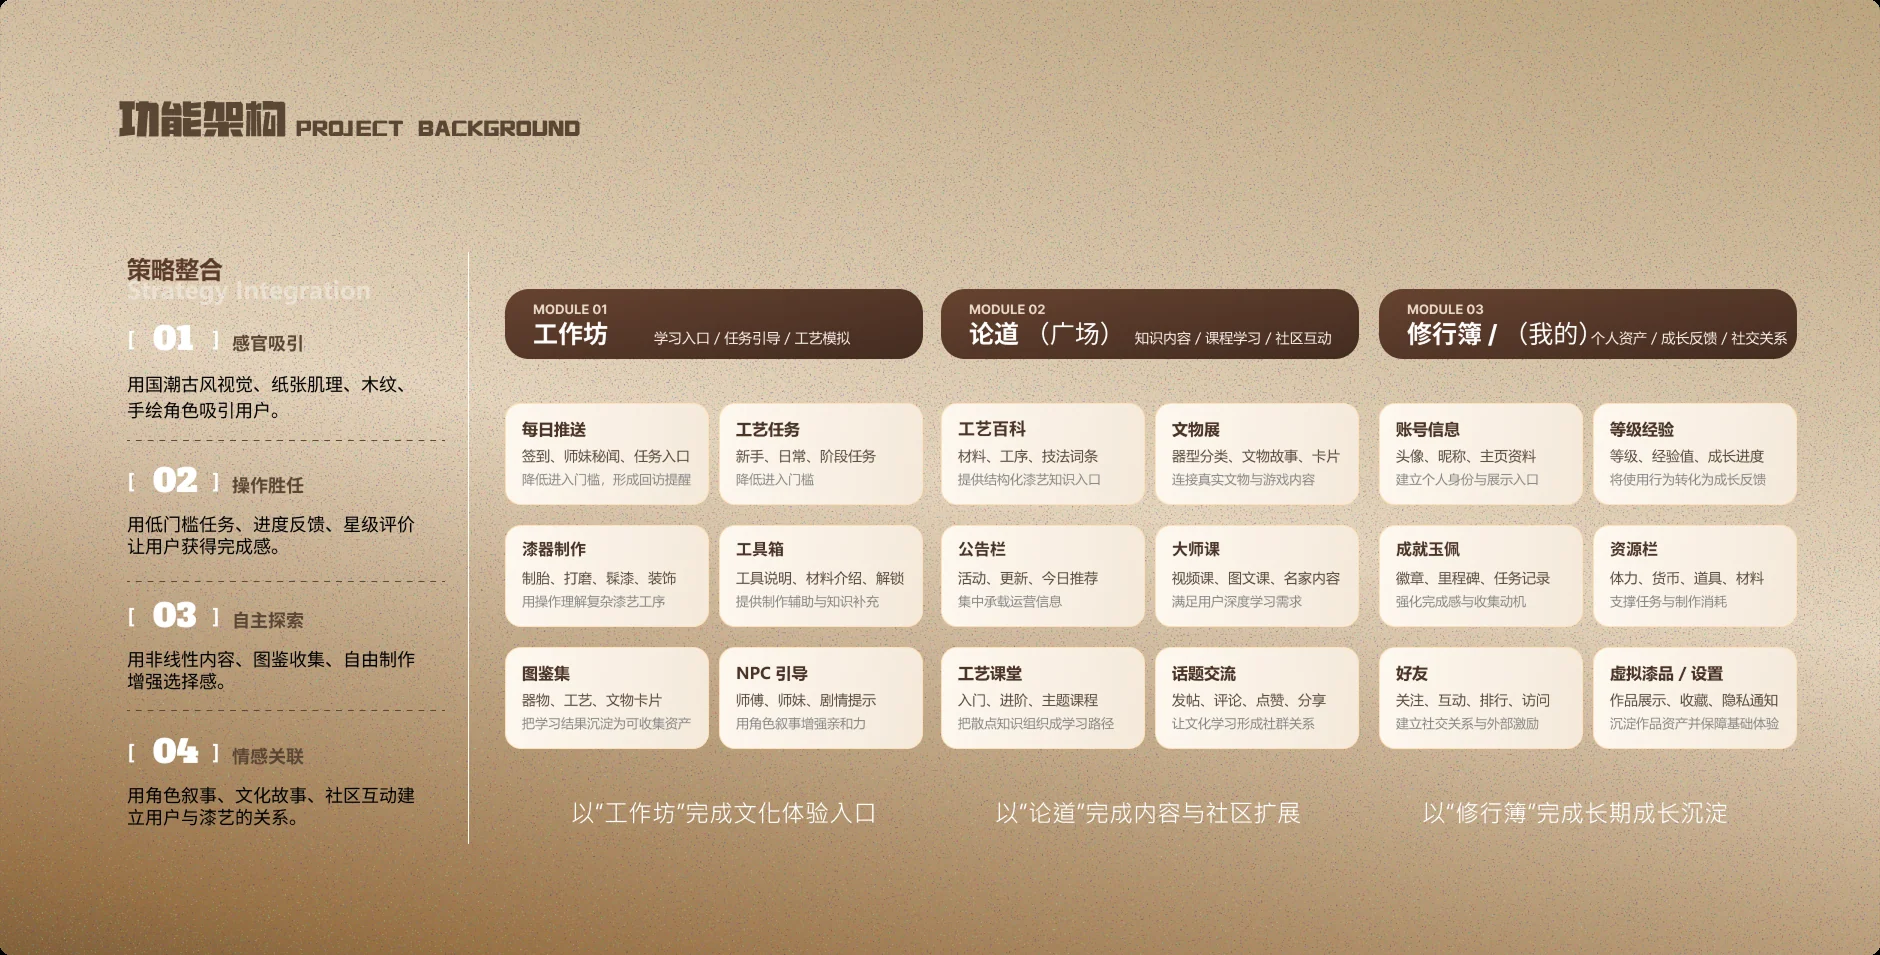 功能架构 PROJECT BACKGROUND
策略整合
Strategy Integration
[ 01 ] 感官吸引
用国潮古风视觉、纸张肌理、木纹、
手绘角色吸引用户。
[ 02 ] 操作胜任
用低门槛任务、进度反馈、星级评价
让用户获得完成感。
[ 03 ] 自主探索
用非线性内容、图鉴收集、自由制作
增强选择感。
[ 04 ] 情感关联
用角色叙事、文化故事、社区互动建
立用户与漆艺的关系。
MODULE 01
工作坊 学习入口 / 任务引导 / 工艺模拟
每日推送
签到、师妹秘闻、任务入口
降低进入门槛，形成回访提醒
工艺任务
新手、日常、阶段任务
降低进入门槛
漆器制作
制胎、打磨、髹漆、装饰
用操作理解复杂漆艺工序
工具箱
工具说明、材料介绍、解锁
提供制作辅助与知识补充
图鉴集
器物、工艺、文物卡片
把学习结果沉淀为可收集资产
NPC 引导
师傅、师妹、剧情提示
用角色叙事增强亲和力
以“工作坊”完成文化体验入口
MODULE 02
论道（广场） 知识内容 / 课程学习 / 社区互动
工艺百科
材料、工序、技法词条
提供结构化漆艺知识入口
文物展
器型分类、文物故事、卡片
连接真实文物与游戏内容
公告栏
活动、更新、今日推荐
集中承载运营信息
大师课
视频课、图文课、名家内容
满足用户深度学习需求
工艺课堂
入门、进阶、主题课程
把散点知识组织成学习路径
话题交流
发帖、评论、点赞、分享
让文化学习形成社群关系
以“论道”完成内容与社区扩展
MODULE 03
修行簿 /（我的） 个人资产 / 成长反馈 / 社交关系
账号信息
头像、昵称、主页资料
建立个人身份与展示入口
等级经验
等级、经验值、成长进度
将使用行为转化为成长反馈
成就玉佩
徽章、里程碑、任务记录
强化完成感与收集动机
资源栏
体力、货币、道具、材料
支撑任务与制作消耗
好友
关注、互动、排行、访问
建立社交关系与外部激励
虚拟漆品 / 设置
作品展示、收藏、隐私通知
沉淀作品资产并保障基础体验
以“修行簿“完成长期成长沉淀